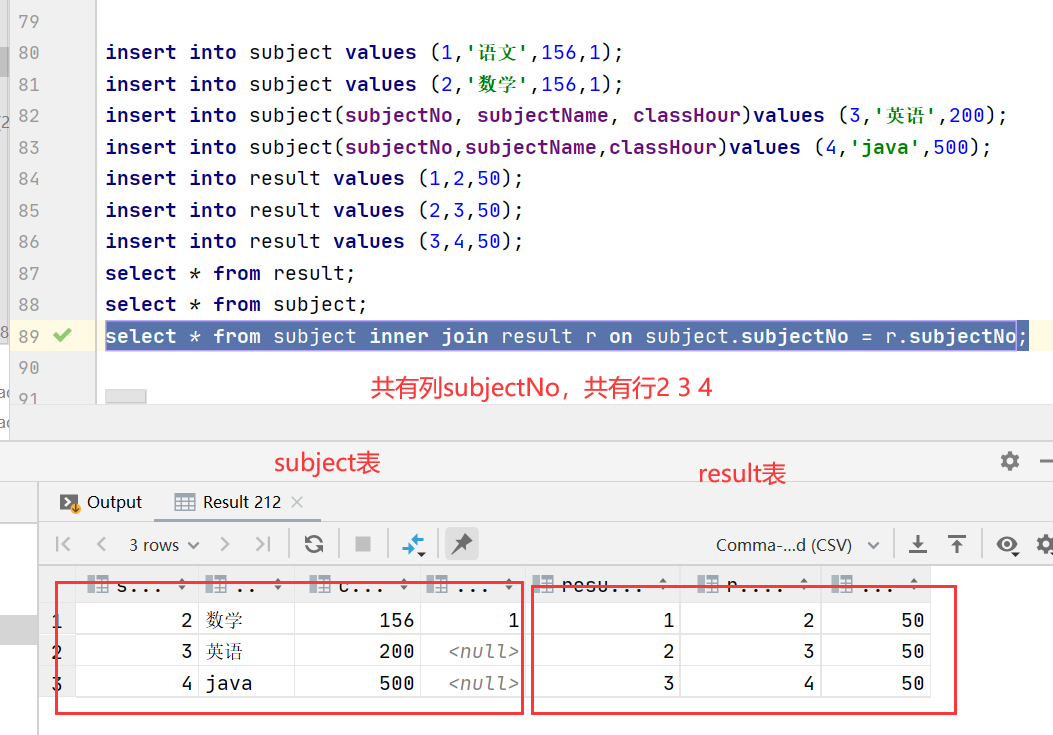 79
80 insert into subject values (1,'语文',156,1);
81 insert into subject values (2,'数学',156,1);
82 insert into subject(subjectNo, subjectName, classHour)values (3,'英语',200);
83 insert into subject(subjectNo,subjectName,classHour)values (4,'java',500);
84 insert into result values (1,2,50);
85 insert into result values (2,3,50);
86 insert into result values (3,4,50);
87 select * from result;
88 select * from subject;
89 select * from subject inner join result r on subject.subjectNo = r.subjectNo;
90
91
共有列subjectNo，共有行2 3 4
subject表
result表
Output Result 212
3 rows Comma-...d (CSV)
s... .. c... ... resu... r.... ...
1 2 数学 156 1 1 2 50
2 3 英语 200 <null> 2 3 50
3 4 java 500 <null> 3 4 50